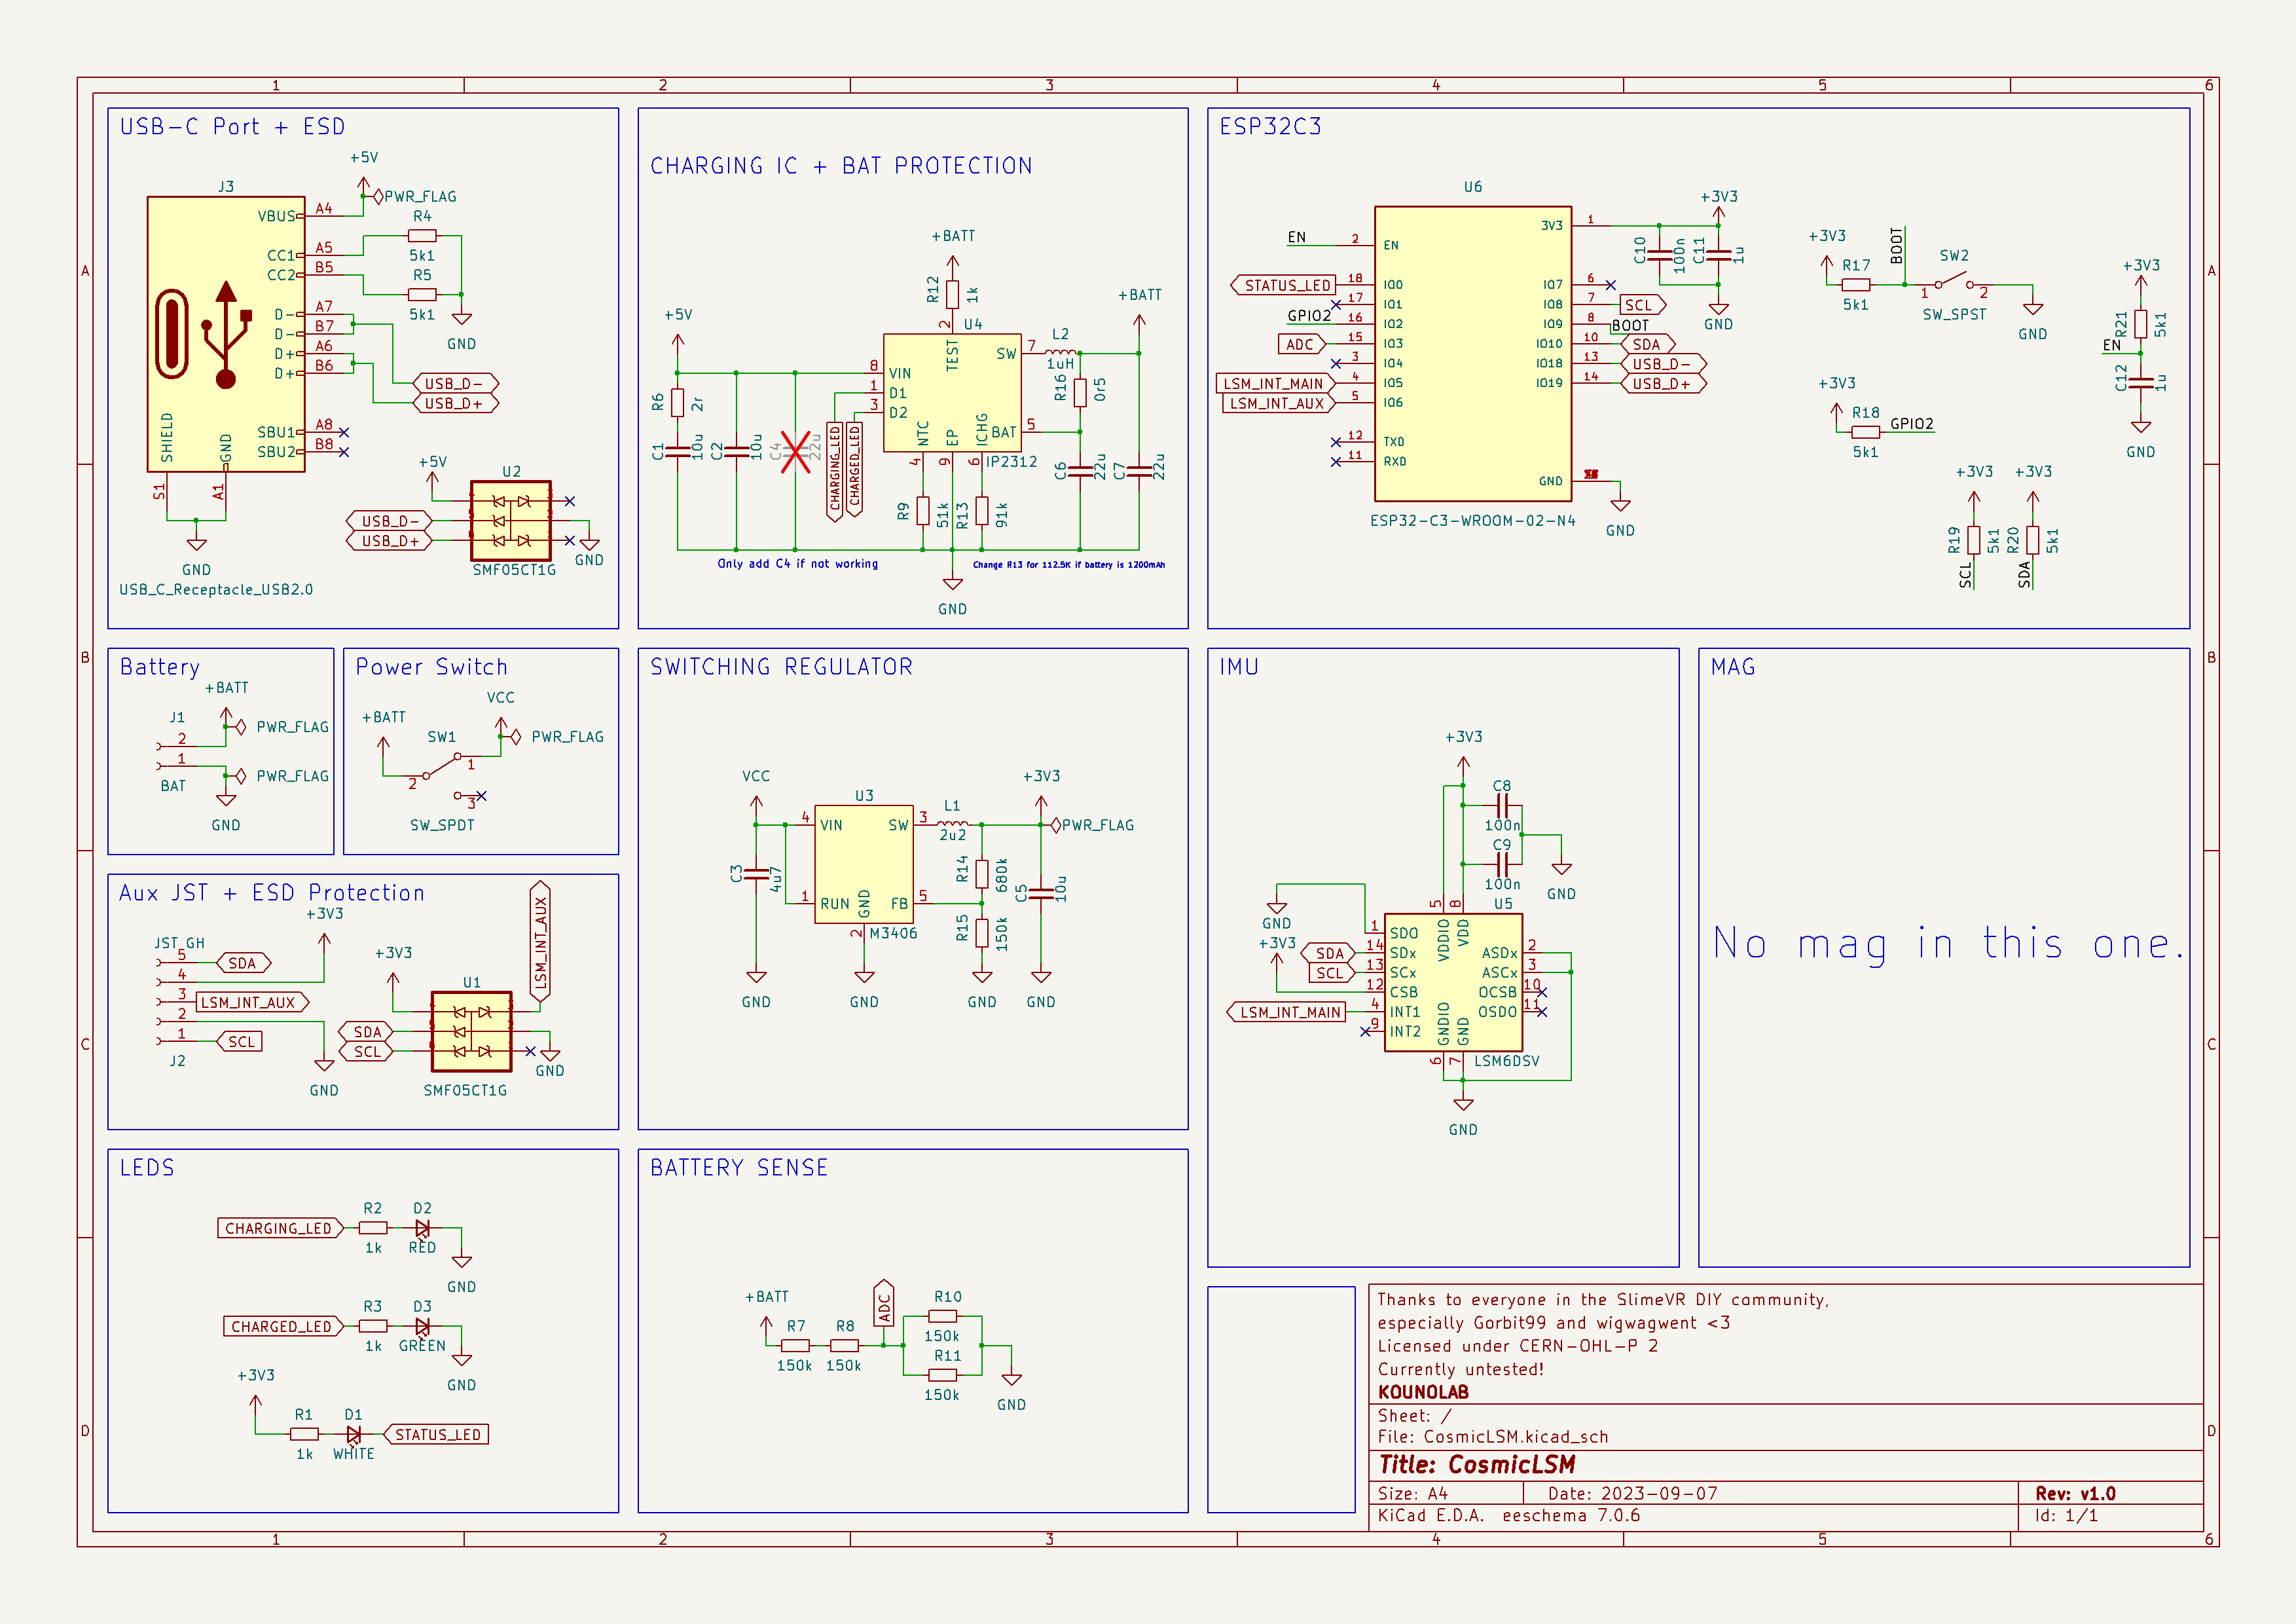 1 2 3 4 5 6
A
B
C
D
USB-C Port + ESD
+5V
J3
PWR_FLAG
VBUS A4
R4
5k1
CC1 A5
CC2 B5
R5
5k1
GND
D- A7
D- B7
D+ A6
D+ B6
USB_D-
USB_D+
SHIELD
GND
SBU1 A8
SBU2 B8
S1
A1
GND
USB_C_Receptacle_USB2.0
+5V
U2
USB_D-
USB_D+
SMF05CT1G
GND
CHARGING IC + BAT PROTECTION
+BATT
R12
1k
+5V
+BATT
2
U4
TEST
SW 7
L2
1uH
8 VIN
1 D1
3 D2
R6
2r
R16
0r5
NTC
EP
ICHG
BAT 5
C1
10u
C2
10u
C4
22u
CHARGING_LED
CHARGED_LED
4
9
6
IP2312
C6
22u
C7
22u
R9
51k
R13
91k
Only add C4 if not working
Change R13 for 112.5K if battery is 1200mAh
GND
ESP32C3
U6
EN
2 EN
STATUS_LED 18 IO0
17 IO1
GPIO2 16 IO2
ADC 15 IO3
3 IO4
LSM_INT_MAIN 4 IO5
LSM_INT_AUX 5 IO6
12 TXD
11 RXD
3V3 1
IO7 6
IO8 7 SCL
IO9 8 BOOT
IO10 10 SDA
IO18 13 USB_D-
IO19 14 USB_D+
GND
GND
ESP32-C3-WROOM-02-N4
+3V3
C10
100n
C11
1u
GND
+3V3
R17
5k1
BOOT
SW2
1
2
SW_SPST
GND
+3V3
R18
5k1
GPIO2
+3V3
R21
5k1
EN
C12
1u
GND
+3V3
+3V3
R19
5k1
R20
5k1
SCL
SDA
Battery
+BATT
J1
2
1
PWR_FLAG
PWR_FLAG
BAT
GND
Power Switch
VCC
+BATT
SW1
PWR_FLAG
1
2
3
SW_SPDT
SWITCHING REGULATOR
VCC
+3V3
U3
L1
2u2
4 VIN
SW 3
PWR_FLAG
C3
4u7
R14
680k
C5
10u
1 RUN
GND
FB 5
2
M3406
R15
150k
GND
GND
GND
GND
IMU
+3V3
C8
100n
C9
100n
GND
5
8
U5
GND
+3V3
1 SDO
SDA 14 SDx
SCL 13 SCx
12 CSB
LSM_INT_MAIN 4 INT1
9 INT2
VDDIO
VDD
ASDx 2
ASCx 3
OCSB 10
OSDO 11
GNDIO
GND
6
7
LSM6DSV
GND
MAG
No mag in this one.
Aux JST + ESD Protection
+3V3
JST_GH
5 SDA
4
3 LSM_INT_AUX
2
1 SCL
J2
GND
+3V3
LSM_INT_AUX
U1
SDA
SCL
GND
SMF05CT1G
LEDS
R2
D2
CHARGING_LED
1k
RED
GND
R3
D3
CHARGED_LED
1k
GREEN
GND
+3V3
R1
D1
STATUS_LED
1k
WHITE
BATTERY SENSE
+BATT
ADC
R7
R8
150k
150k
R10
150k
R11
150k
GND
Thanks to everyone in the SlimeVR DIY community,
especially Gorbit99 and wigwagwent <3
Licensed under CERN-OHL-P 2
Currently untested!
KOUNOLAB
Sheet: /
File: CosmicLSM.kicad_sch
Title: CosmicLSM
Size: A4
Date: 2023-09-07
Rev: v1.0
KiCad E.D.A. eeschema 7.0.6
Id: 1/1
1 2 3 4 5 6
A
B
C
D